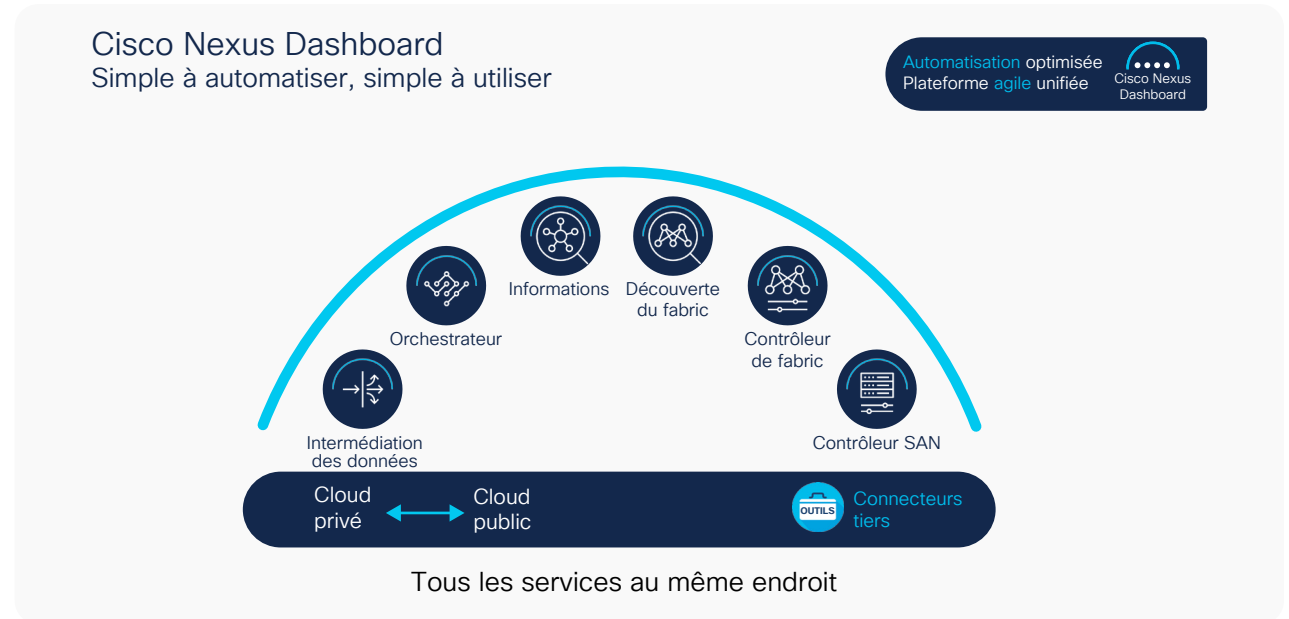 Cisco Nexus Dashboard
Simple à automatiser, simple à utiliser
Automatisation optimisée
Plateforme agile unifiée
Cisco Nexus
Dashboard
Informations
Découverte
du fabric
Orchestrateur
Contrôleur
de fabric
Intermédiation
des données
Contrôleur SAN
Cloud
privé
Cloud
public
OUTILS
Connecteurs
tiers
Tous les services au même endroit